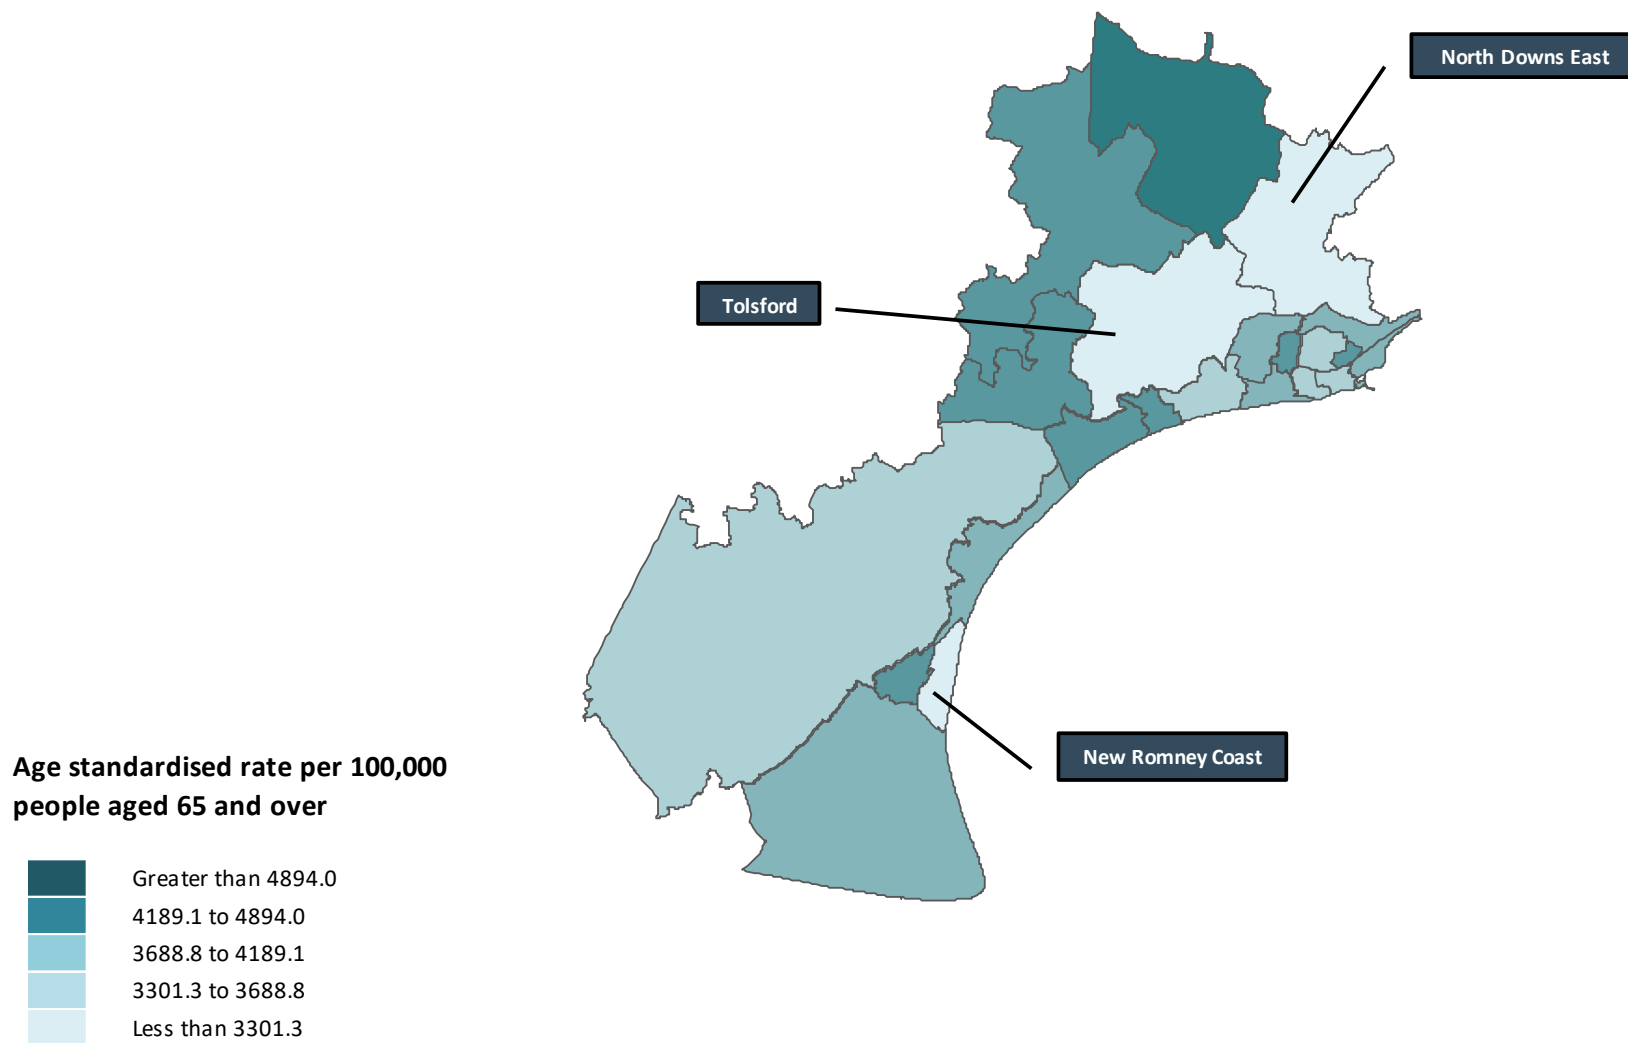 North Downs East
Tolsford
New Romney Coast
Age standardised rate per 100,000
people aged 65 and over
Greater than 4894.0
4189.1 to 4894.0
3688.8 to 4189.1
3301.3 to 3688.8
Less than 3301.3